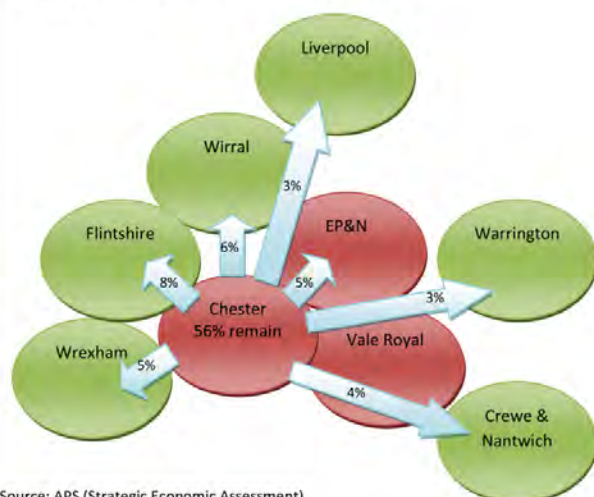 Liverpool
Wirral
3%
Flintshire
EP&N
Warrington
6%
8%
5%
3%
Chester
56% remain
Wrexham
Vale Royal
5%
4%
Crewe &
Nantwich
Source: APS (Strategic Economic Assessment)